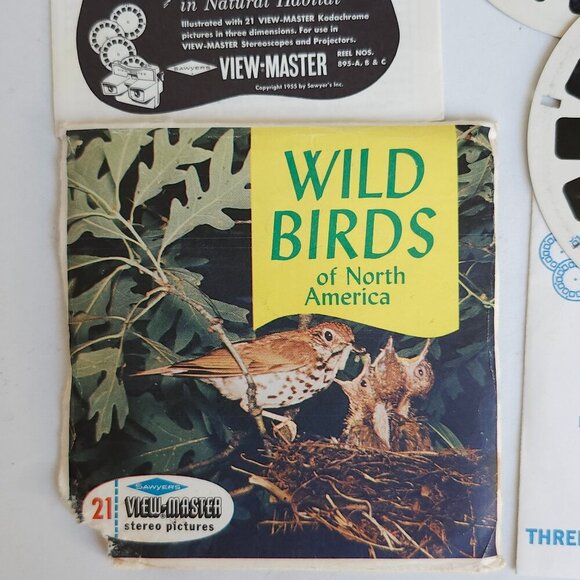 in Natural Habitat
Illustrated with 21 VIEW-MASTER Kodachrome
pictures in three dimensions. For use in
VIEW-MASTER Stereoscopes and Projectors.
REEL NOS.
895-A, B & C
SAWYER'S
VIEW-MASTER
Copyright 1955 by Sawyer's Inc.
WILD
BIRDS
of North
America
SAWYER'S
21
VIEW-MASTER
stereo pictures
THREE